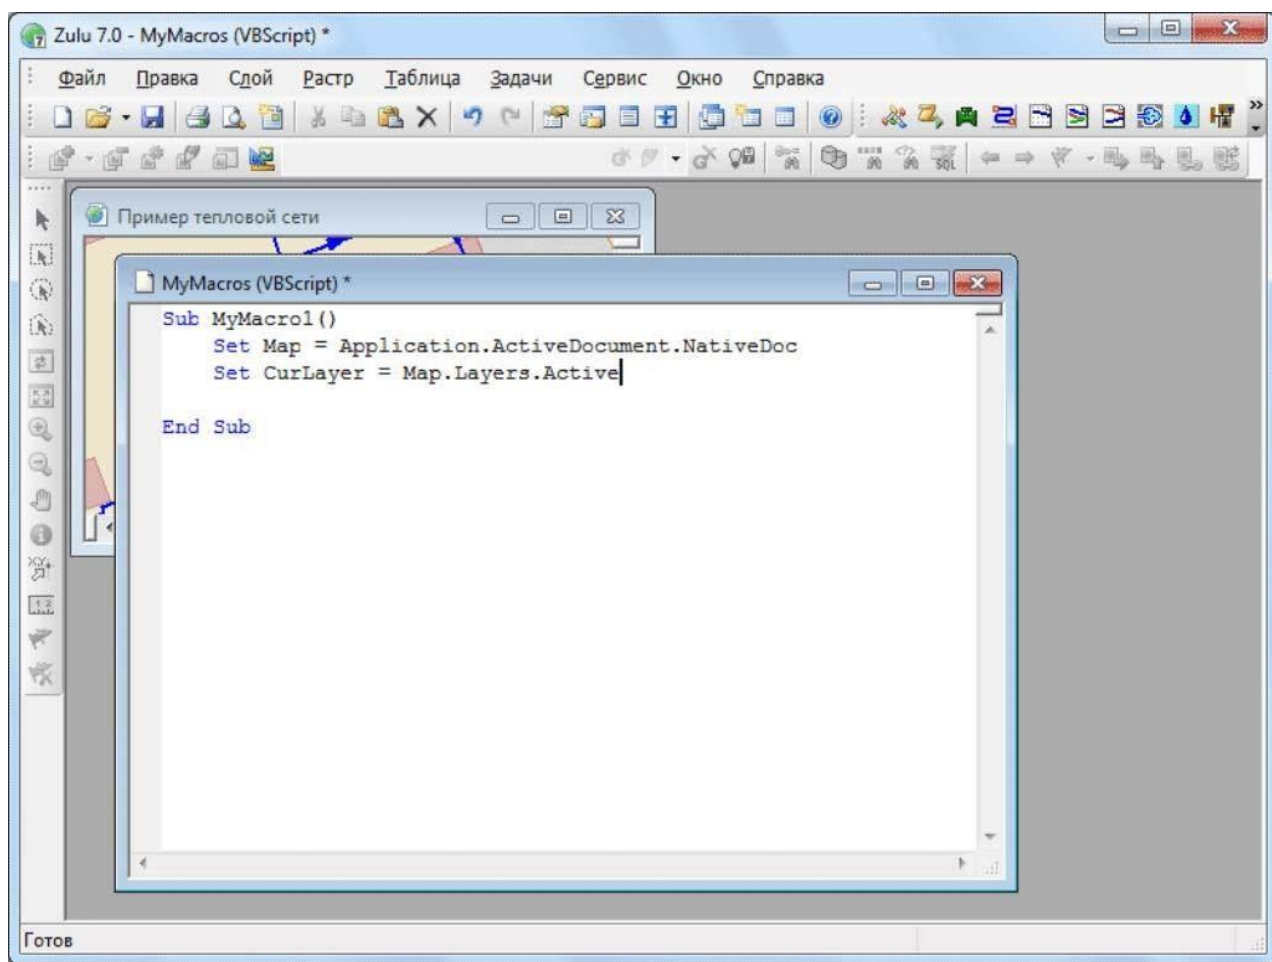 Zulu 7.0 - MyMacros (VBScript) *
Файл Правка Слой Растр Таблица Задачи Сервис Окно Справка
SQL
Пример тепловой сети
MyMacros (VBScript) *
Sub MyMacro1()
Set Map = Application.ActiveDocument.NativeDoc
Set CurLayer = Map.Layers.Active
End Sub
Готов